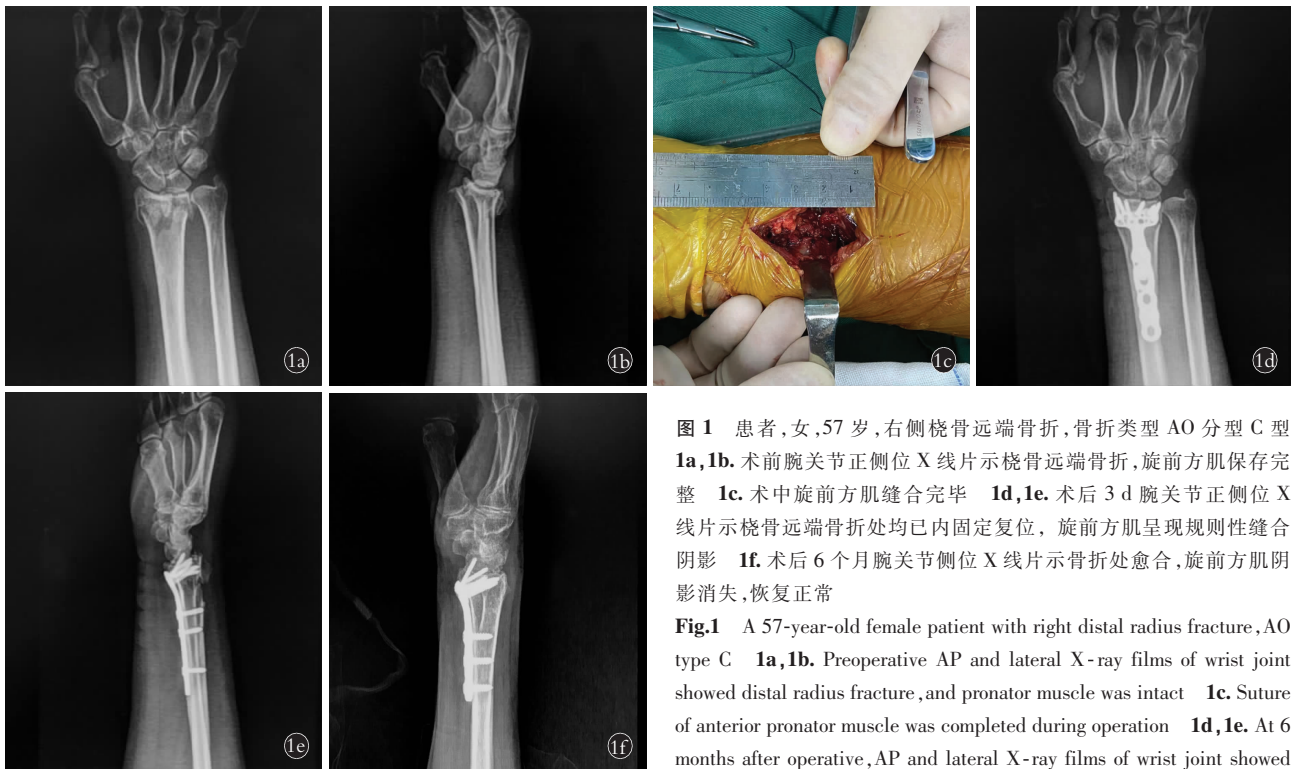 1a
1b
1c
1d
1e
1f
图 1 患者,女,57 岁,右侧桡骨远端骨折,骨折类型 AO 分型 C 型
1a,1b. 术前腕关节正侧位 X 线片示桡骨远端骨折,旋前方肌保存完
整 1c. 术中旋前方肌缝合完毕 1d,1e. 术后 3 d 腕关节正侧位 X
线片示桡骨远端骨折处均已内固定复位, 旋前方肌呈现规则性缝合
阴影 1f. 术后 6 个月腕关节侧位 X 线片示骨折处愈合,旋前方肌阴
影消失,恢复正常
Fig.1 A 57-year-old female patient with right distal radius fracture,AO
type C 1a,1b. Preoperative AP and lateral X-ray films of wrist joint
showed distal radius fracture,and pronator muscle was intact 1c. Suture
of anterior pronator muscle was completed during operation 1d,1e. At 6
months after operative,AP and lateral X-ray films of wrist joint showed